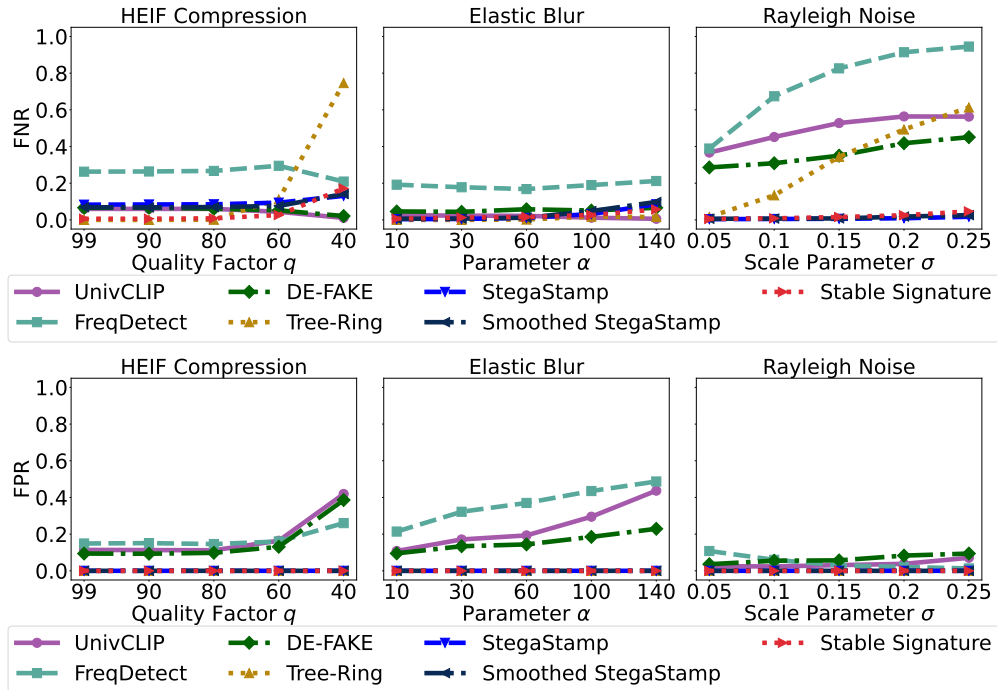 HEIF Compression Elastic Blur Rayleigh Noise
1.0
0.8
0.6
0.4
0.2
0.0
FNR
99 90 80 60 40 10 30 60 100 140 0.05 0.1 0.15 0.2 0.25
Quality Factor q Parameter α Scale Parameter σ
UnivCLIP DE-FAKE StegaStamp Stable Signature
FreqDetect Tree-Ring Smoothed StegaStamp
HEIF Compression Elastic Blur Rayleigh Noise
1.0
0.8
0.6
0.4
0.2
0.0
FPR
99 90 80 60 40 10 30 60 100 140 0.05 0.1 0.15 0.2 0.25
Quality Factor q Parameter α Scale Parameter σ
UnivCLIP DE-FAKE StegaStamp Stable Signature
FreqDetect Tree-Ring Smoothed StegaStamp